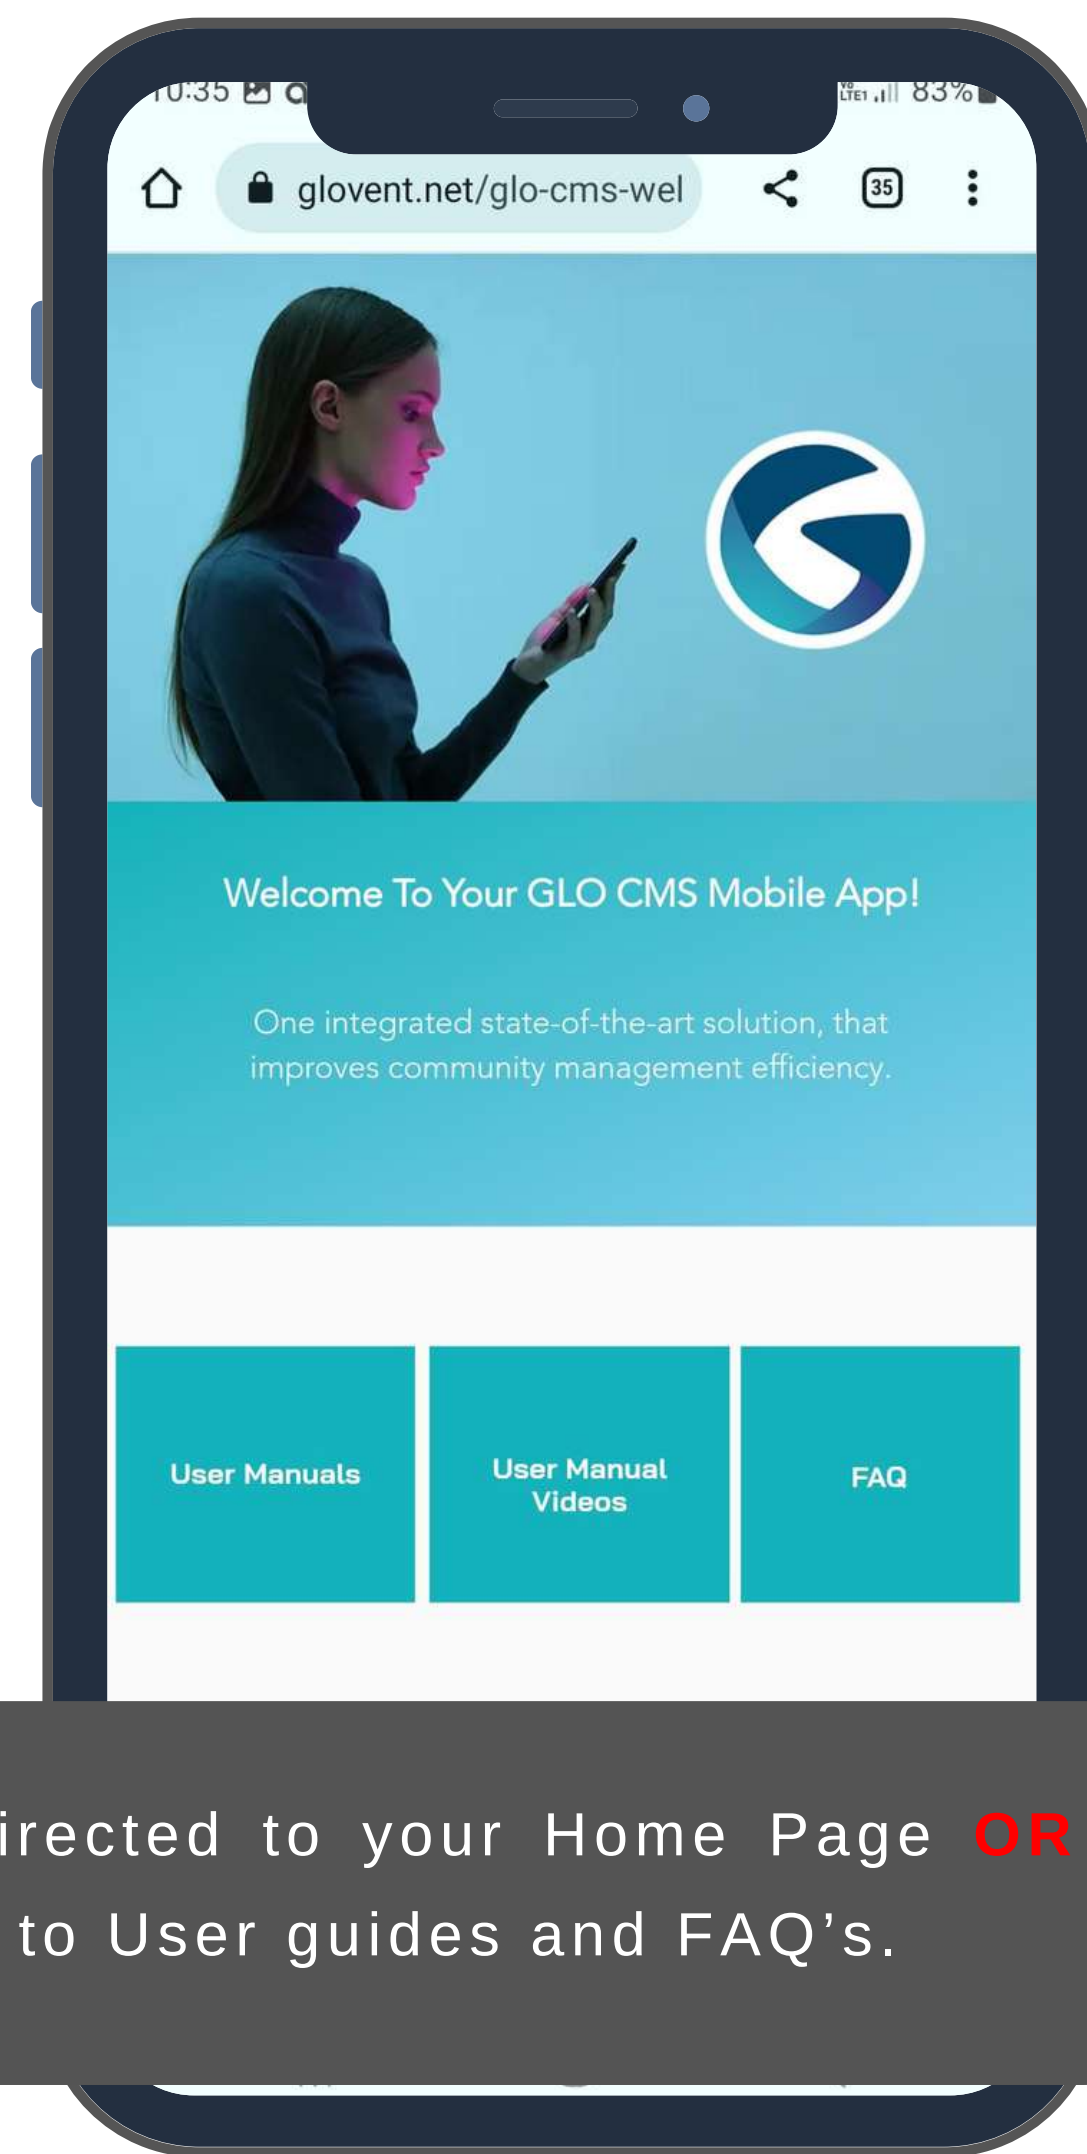 10:35
Vo
LTE1 83%
glovent.net/glo-cms-wel
35
Welcome To Your GLO CMS Mobile App!
One integrated state-of-the-art solution, that
improves community management efficiency.
User Manuals
User Manual
Videos
FAQ
irected to your Home Page OR
to User guides and FAQ’s.